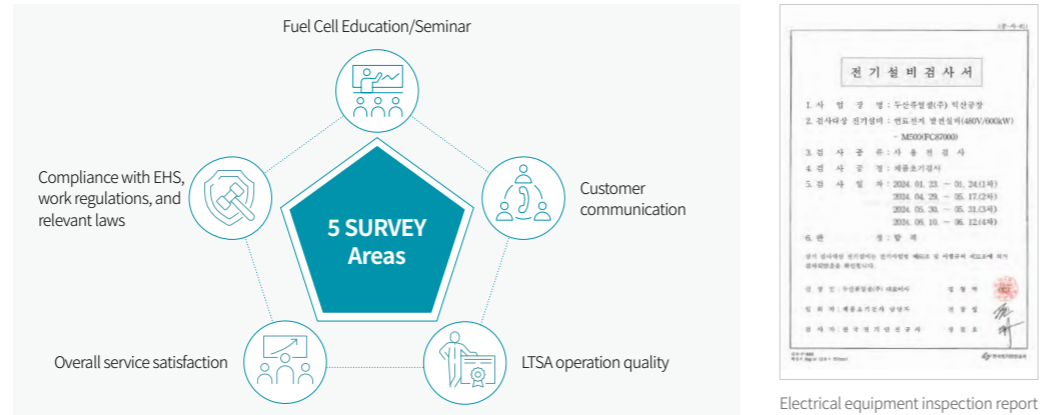 Fuel Cell Education/Seminar
Compliance with EHS,
work regulations, and
relevant laws
Customer
communication
5 SURVEY
Areas
Overall service satisfaction
LTSA operation quality
전 기 설 비 검 사 서
1. 사 업 장 명 : 두산퓨얼셀(주) 익산공장
2. 검사대상 전기설비 : 연료전지 발전설비(480V/600kW)
- M500(FC87000)
3. 검 사 종 류 : 사 용 전 검 사
4. 검 사 공 정 : 제품초기검사
5. 검 사 일 자 : 2024. 01. 23. ~ 01. 24.(1차)
2024. 04. 29. ~ 05. 17.(2차)
2024. 05. 30. ~ 05. 31.(3차)
2024. 06. 10. ~ 06. 12.(4차)
6. 판 정 : 합 격
Electrical equipment inspection report